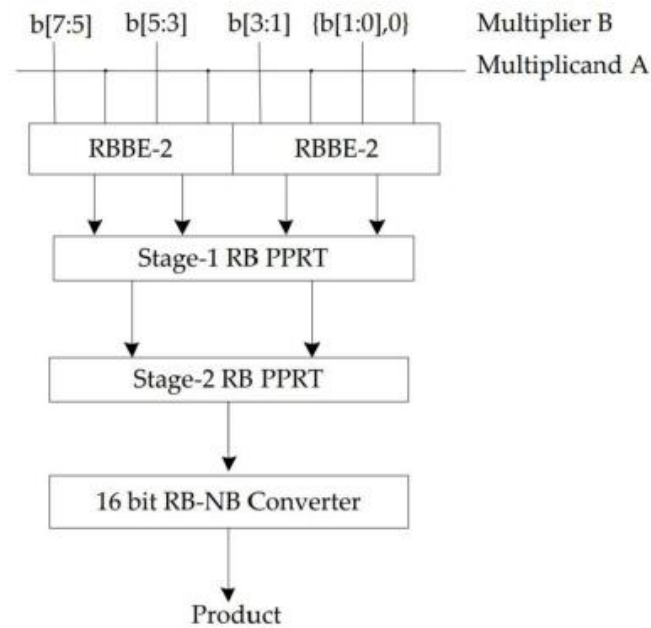 b[7:5] b[5:3] b[3:1] {b[1:0],0} Multiplier B
Multiplicand A
RBBE-2 RBBE-2
Stage-1 RB PPRT
Stage-2 RB PPRT
16 bit RB-NB Converter
Product